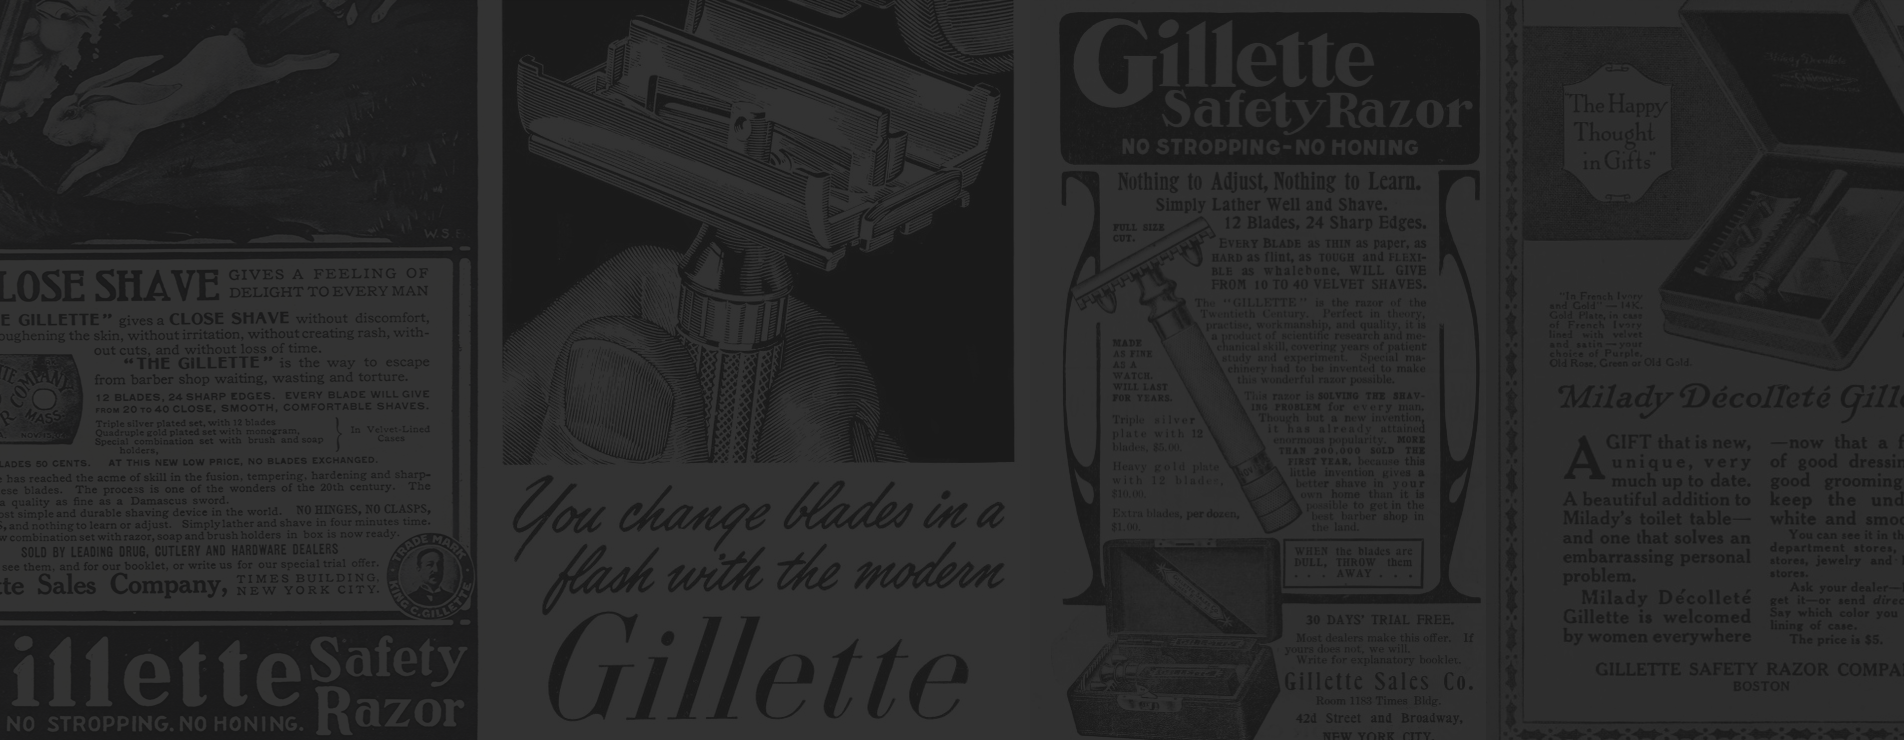 W.S.F.
LOSE SHAVE GIVES A FEELING OF
DELIGHT TO EVERY MAN
E GILLETTE" gives a CLOSE SHAVE without discomfort,
oughening the skin, without irritation, without creating rash, with-
out cuts, and without loss of time.
"THE GILLETTE" is the way to escape
from barber shop waiting, wasting and torture.
12 BLADES, 24 SHARP EDGES. EVERY BLADE WILL GIVE
FROM 20 TO 40 CLOSE, SMOOTH, COMFORTABLE SHAVES.
Triple silver plated set, with 12 blades
Quadruple gold plated set with monogram,
Special combination set with brush and soap
holders,
In Velvet-Lined
Cases
LADES 50 CENTS. AT THIS NEW LOW PRICE, NO BLADES EXCHANGED.
has reached the acme of skill in the fusion, tempering, hardening and sharp-
ese blades. The process is one of the wonders of the 20th century. The
a quality as fine as a Damascus sword.
ost simple and durable shaving device in the world. NO HINGES, NO CLASPS,
, and nothing to learn or adjust. Simply lather and shave in four minutes time.
w combination set with razor, soap and brush holders in box is now ready.
SOLD BY LEADING DRUG, CUTLERY AND HARDWARE DEALERS
see them, and for our booklet, or write us for our special trial offer.
tte Sales Company, TIMES BUILDING,
NEW YORK CITY.
TRADE MARK
KING C. GILLETTE
illette Safety
Razor
NO STROPPING. NO HONING.
You change blades in a
flash with the modern
Gillette
Gillette
Safety Razor
NO STROPPING-NO HONING
Nothing to Adjust, Nothing to Learn.
Simply Lather Well and Shave.
12 Blades, 24 Sharp Edges.
FULL SIZE
CUT.
EVERY BLADE as THIN as paper, as
HARD as flint, as TOUGH and FLEXI-
BLE as whalebone, WILL GIVE
FROM 10 TO 40 VELVET SHAVES.
The "GILLETTE" is the razor of the
Twentieth Century. Perfect in theory,
practise, workmanship, and quality, it is
a product of scientific research and me-
chanical skill, covering years of patient
study and experiment. Special ma-
chinery had to be invented to make
this wonderful razor possible.
This razor is SOLVING THE SHAV-
ING PROBLEM for every man.
Though but a new invention,
it has already attained
enormous popularity. MORE
THAN 200,000 SOLD THE
FIRST YEAR, because this
little invention gives a
better shave in your
own home than it is
possible to get in the
best barber shop in
the land.
MADE
AS FINE
AS A
WATCH.
WILL LAST
FOR YEARS.
Triple silver
plate with 12
blades, $5.00.
Heavy gold plate
with 12 blades,
$10.00.
Extra blades, per dozen,
$1.00.
WHEN the blades are
DULL, THROW them
. . . AWAY . . .
30 DAYS' TRIAL FREE.
Most dealers make this offer. If
yours does not, we will.
Write for explanatory booklet.
Gillette Sales Co.
Room 1183 Times Bldg.
42d Street and Broadway,
NEW YORK CITY.
"The Happy
Thought
in Gifts"
"In French Ivory
and Gold"—14K.
Gold Plate, in case
of French Ivory
lined with velvet
and satin—your
choice of Purple,
Old Rose, Green or Old Gold.
Milady Décolleté Gill
A GIFT that is new,
unique, very
much up to date.
A beautiful addition to
Milady's toilet table—
and one that solves an
embarrassing personal
problem.
Milady Décolleté
Gillette is welcomed
by women everywhere
—now that a f
of good dressi
good grooming
keep the und
white and smo
You can see it in th
department stores,
stores, jewelry and
stores.
Ask your dealer—
get it—or send direc
Say which color you
lining of case.
The price is $5.
GILLETTE SAFETY RAZOR COMPA
BOSTON